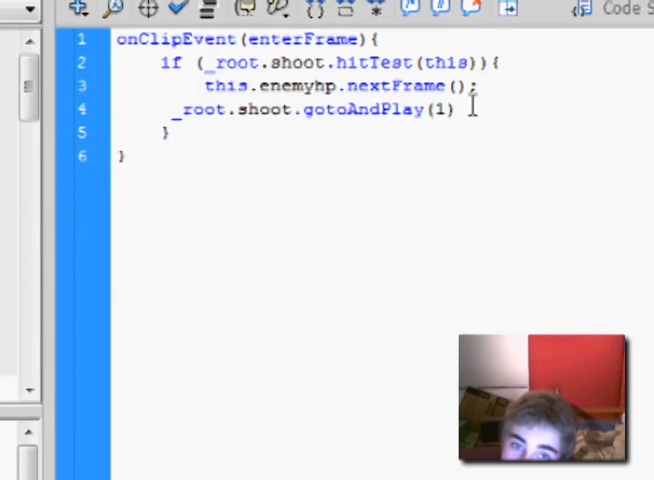 Code S
1 onClipEvent(enterFrame){
2 if (_root.shoot.hitTest(this)){
3 this.enemyhp.nextFrame();
4 _root.shoot.gotoAndPlay(1)
5 }
6 }